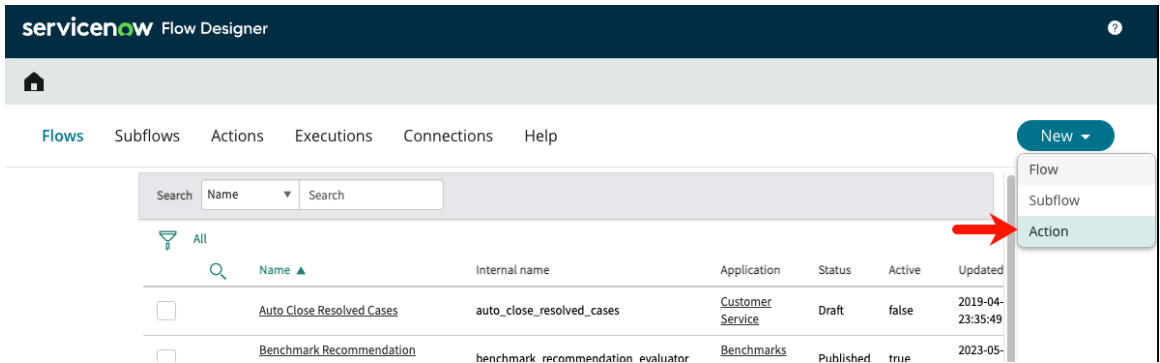 servicenow Flow Designer
?
Flows Subflows Actions Executions Connections Help New
Flow
Search Name Search
Subflow
Action
All
Name Internal name Application Status Active Updated
Auto Close Resolved Cases auto_close_resolved_cases Customer Service Draft false 2019-04-
23:35:49
Benchmark Recommendation benchmark_recommendation_evaluator Benchmarks Published true 2023-05-